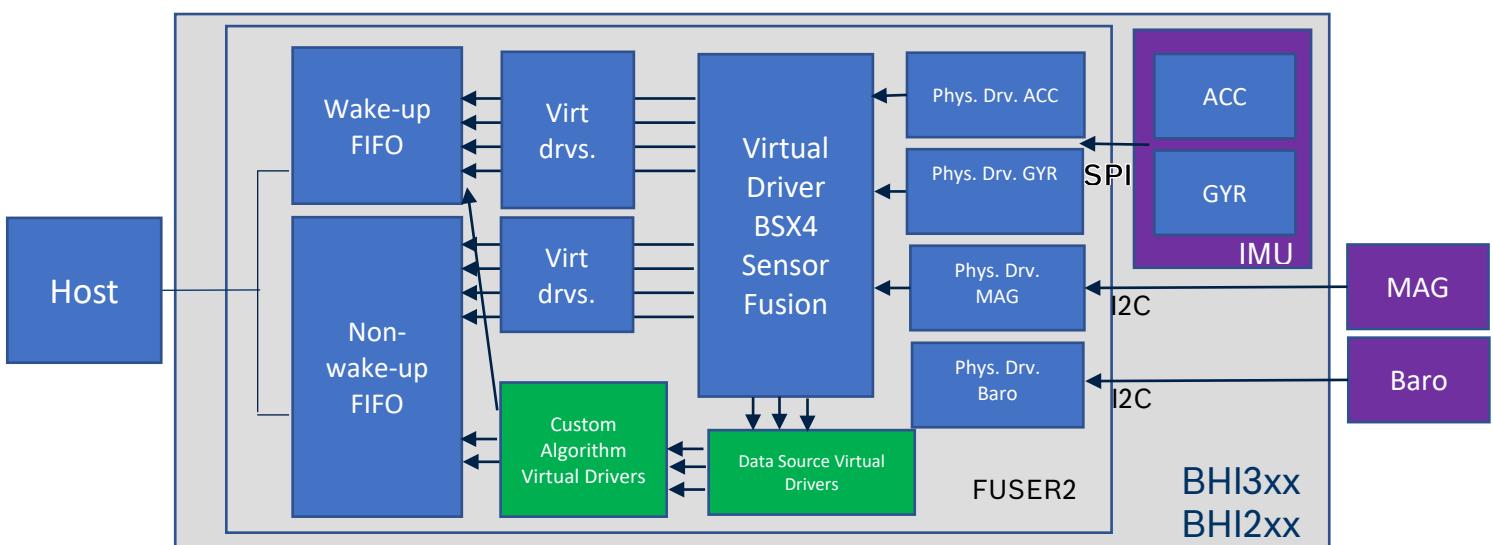 Host
Wake-up
FIFO
Non-
wake-up
FIFO
Virt
drvs.
Virt
drvs.
Custom
Algorithm
Virtual Drivers
Virtual
Driver
BSX4
Sensor
Fusion
Data Source Virtual
Drivers
Phys. Drv. ACC
Phys. Drv. GYR
Phys. Drv.
MAG
Phys. Drv.
Baro
FUSER2
SPI
I2C
I2C
ACC
GYR
IMU
MAG
Baro
BHI3xx
BHI2xx